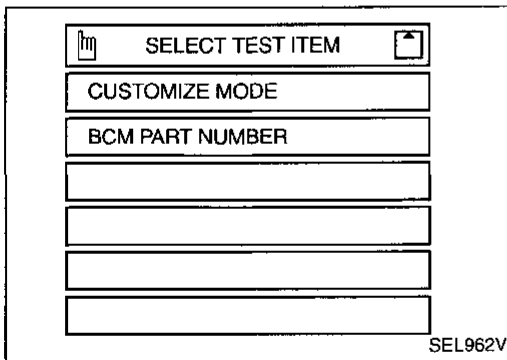 SELECT TEST ITEM
CUSTOMIZE MODE
BCM PART NUMBER
SEL962V